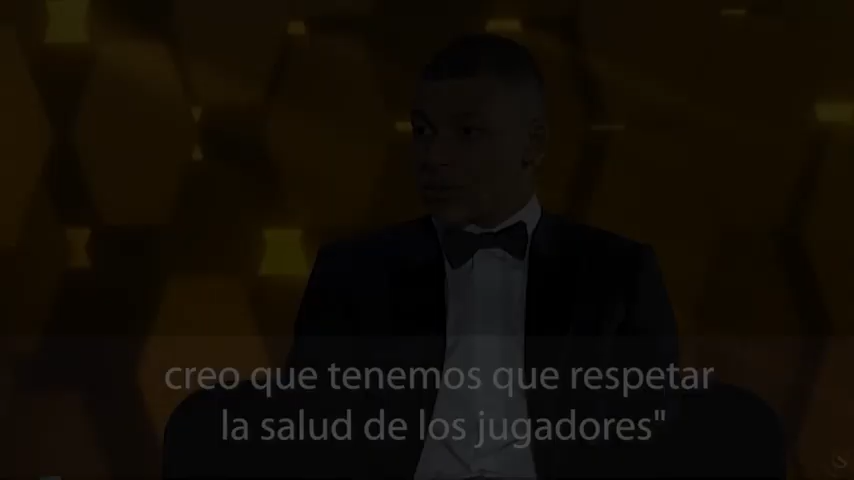 creo que tenemos que respetar
la salud de los jugadores"